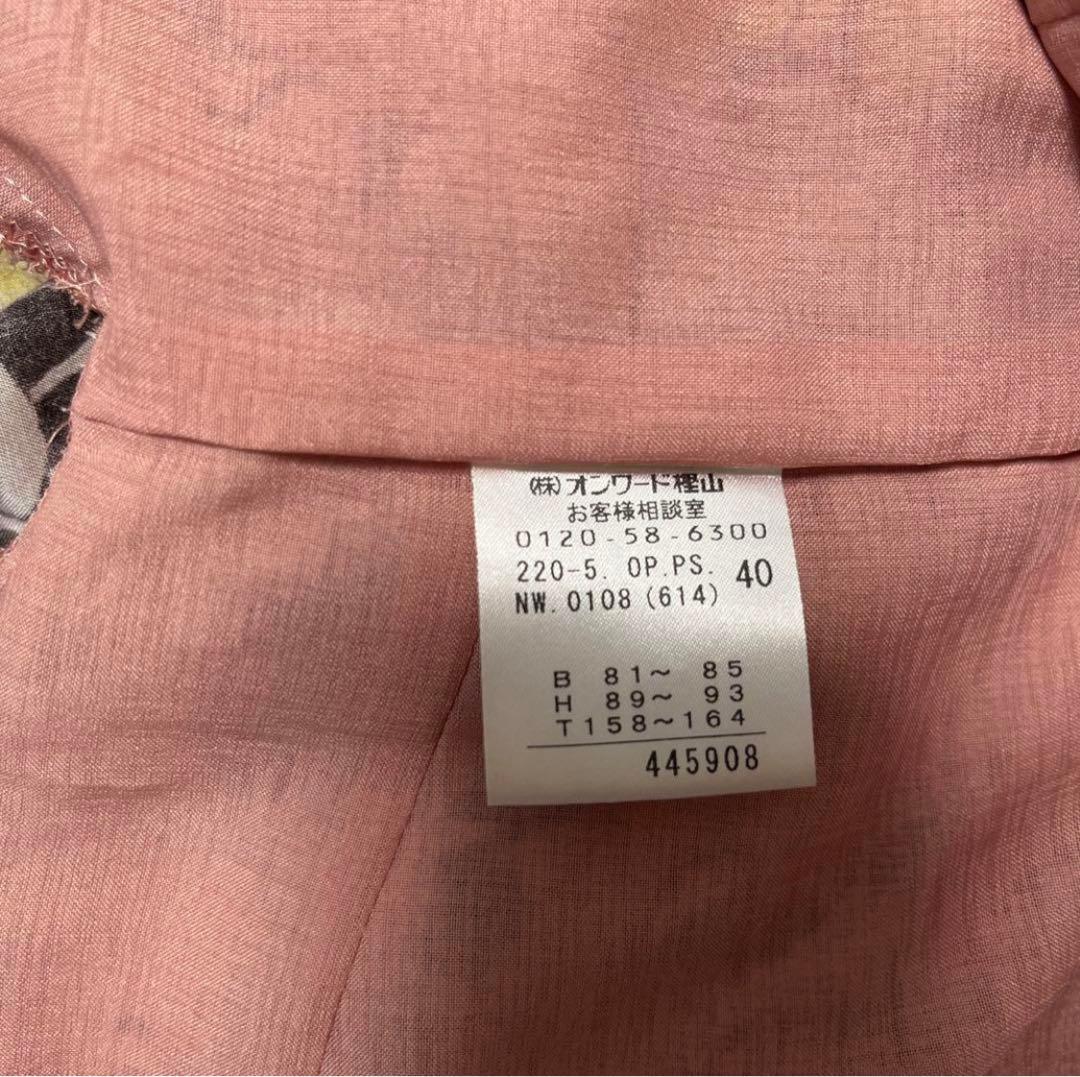 (株)オンワード樫山
お客様相談室
0120-58-6300
220-5. OP.PS. 40
NW.0108(614)
B 81～ 85
H 89～ 93
T158～164
445908